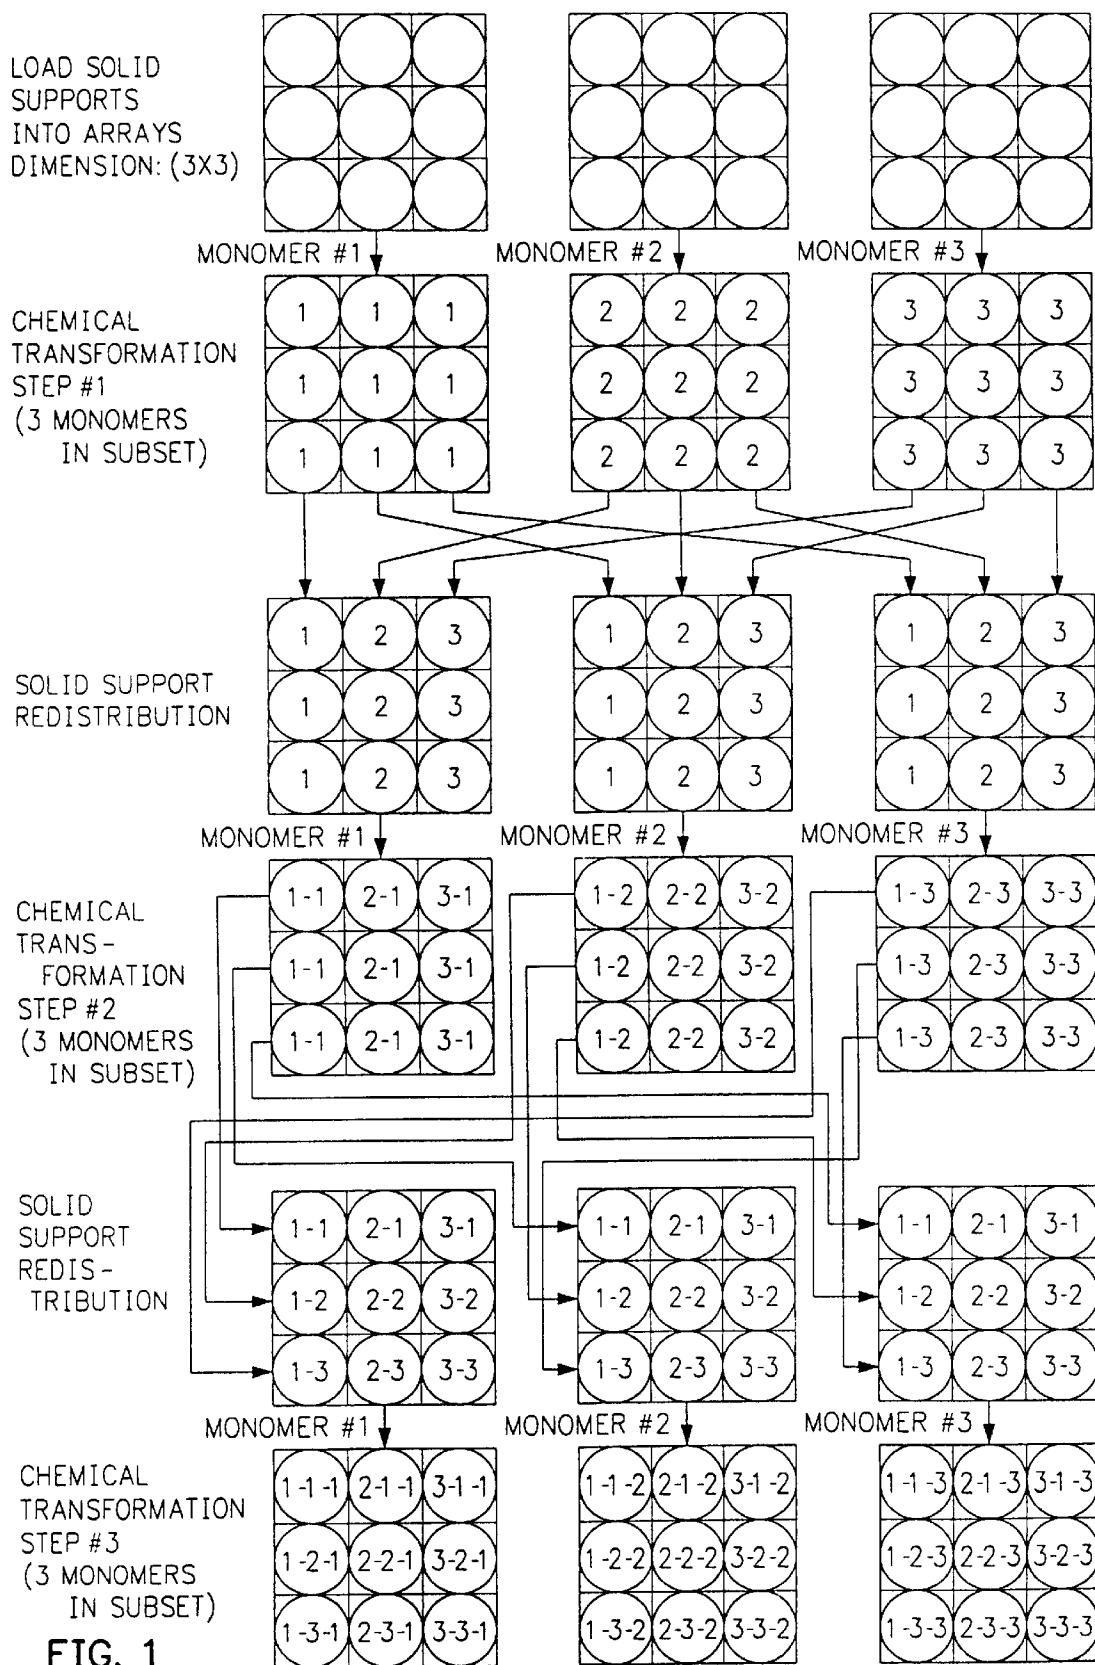 LOAD SOLID
SUPPORTS
INTO ARRAYS
DIMENSION: (3X3)
MONOMER #1 MONOMER #2 MONOMER #3
CHEMICAL
TRANSFORMATION
STEP #1
(3 MONOMERS
IN SUBSET)
1 1 1 2 2 2 3 3 3
1 1 1 2 2 2 3 3 3
1 1 1 2 2 2 3 3 3
SOLID SUPPORT
REDISTRIBUTION
1 2 3 1 2 3 1 2 3
1 2 3 1 2 3 1 2 3
1 2 3 1 2 3 1 2 3
MONOMER #1 MONOMER #2 MONOMER #3
CHEMICAL
TRANS-
FORMATION
STEP #2
(3 MONOMERS
IN SUBSET)
1-1 2-1 3-1 1-2 2-2 3-2 1-3 2-3 3-3
1-1 2-1 3-1 1-2 2-2 3-2 1-3 2-3 3-3
1-1 2-1 3-1 1-2 2-2 3-2 1-3 2-3 3-3
SOLID
SUPPORT
REDIS-
TRIBUTION
1-1 2-1 3-1 1-1 2-1 3-1 1-1 2-1 3-1
1-2 2-2 3-2 1-2 2-2 3-2 1-2 2-2 3-2
1-3 2-3 3-3 1-3 2-3 3-3 1-3 2-3 3-3
MONOMER #1 MONOMER #2 MONOMER #3
CHEMICAL
TRANSFORMATION
STEP #3
(3 MONOMERS
IN SUBSET)
1-1-1 2-1-1 3-1-1 1-1-2 2-1-2 3-1-2 1-1-3 2-1-3 3-1-3
1-2-1 2-2-1 3-2-1 1-2-2 2-2-2 3-2-2 1-2-3 2-2-3 3-2-3
1-3-1 2-3-1 3-3-1 1-3-2 2-3-2 3-3-2 1-3-3 2-3-3 3-3-3
FIG. 1